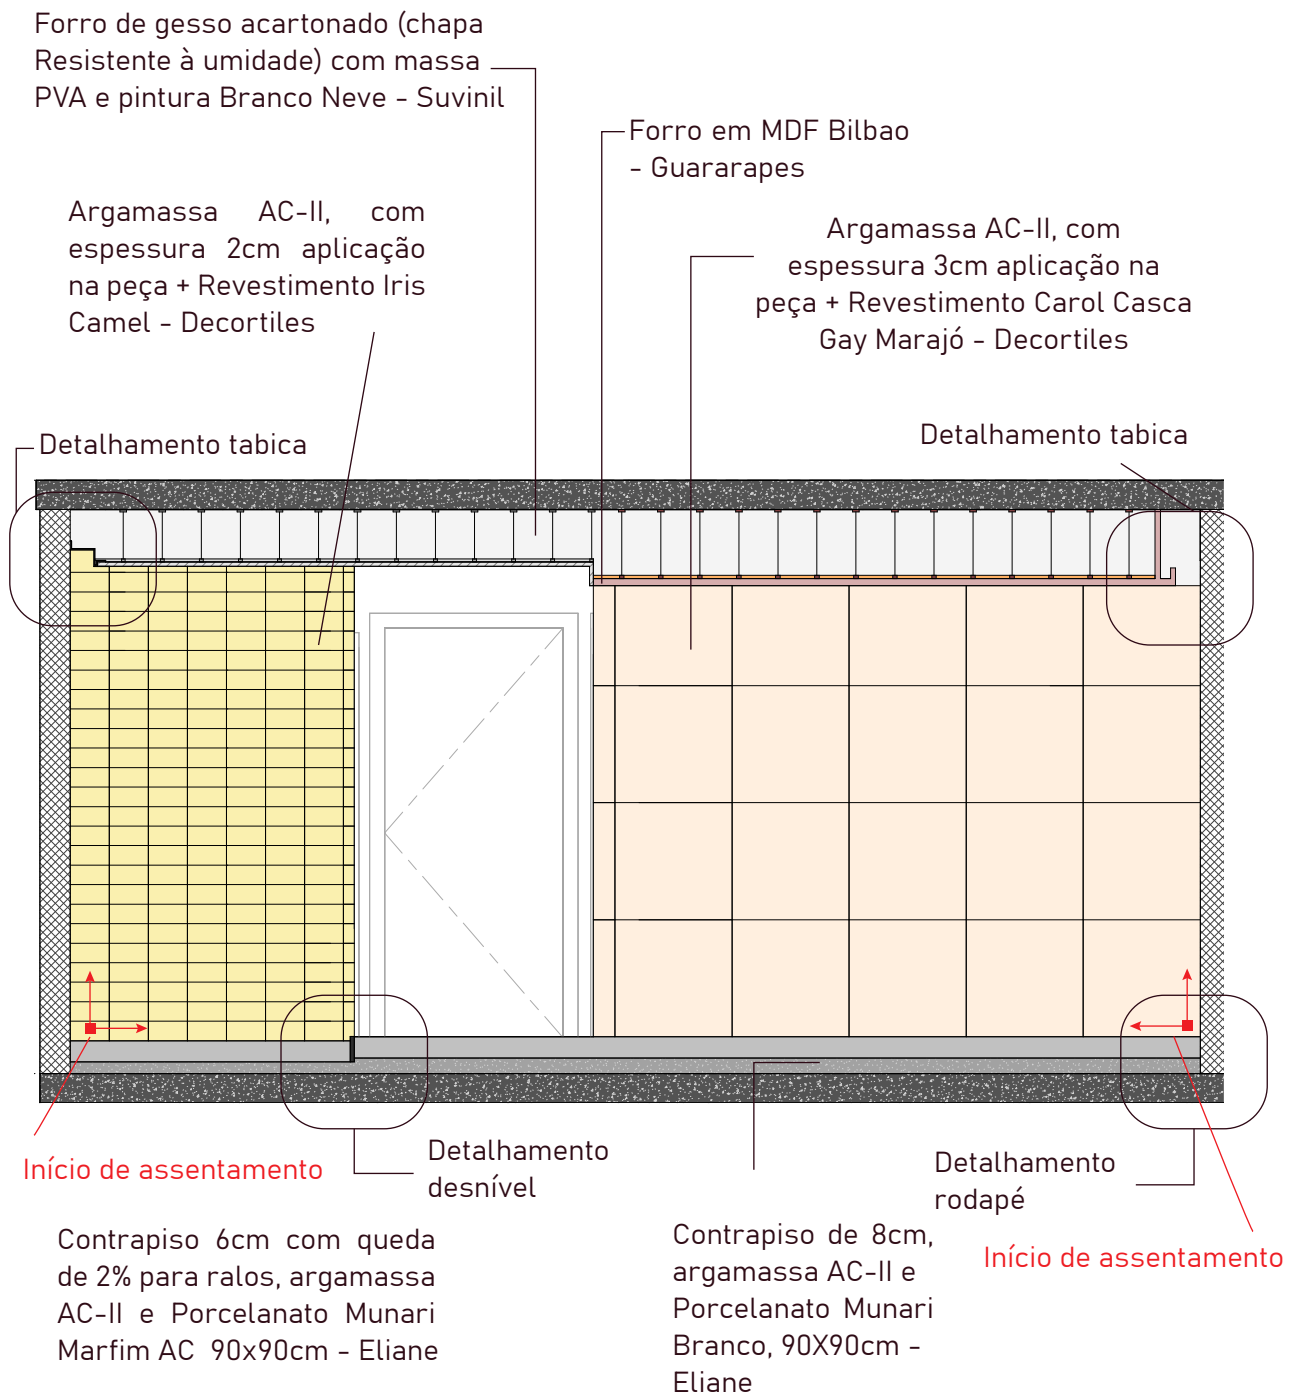 Forro de gesso acartonado (chapa
Resistente à umidade) com massa
PVA e pintura Branco Neve - Suvinil
Forro em MDF Bilbao
- Guararapes
Argamassa AC-II, com
espessura 2cm aplicação
na peça + Revestimento Iris
Camel - Decortiles
Argamassa AC-II, com
espessura 3cm aplicação na
peça + Revestimento Carol Casca
Gay Marajó - Decortiles
Detalhamento tabica
Detalhamento tabica
Início de assentamento
Detalhamento
desnível
Detalhamento
rodapé
Início de assentamento
Contrapiso 6cm com queda
de 2% para ralos, argamassa
AC-II e Porcelanato Munari
Marfim AC 90x90cm - Eliane
Contrapiso de 8cm,
argamassa AC-II e
Porcelanato Munari
Branco, 90X90cm -
Eliane